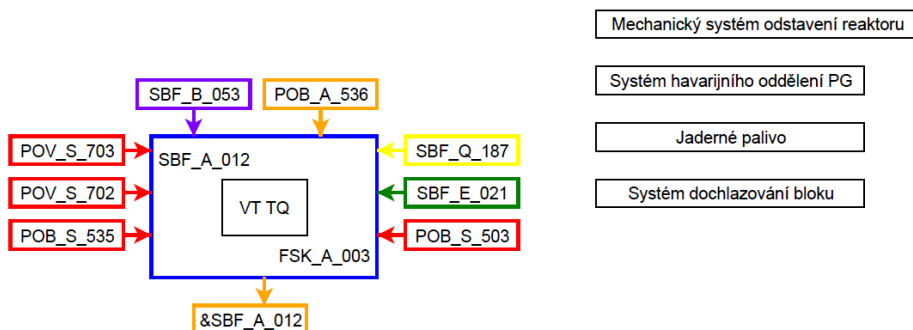 Mechanický systém odstavení reaktoru
SBF_B_053
POB_A_536
Systém havarijního oddělení PG
POV_S_703
SBF_A_012
SBF_Q_187
Jaderné palivo
POV_S_702
VT TQ
SBF_E_021
Systém dochlazování bloku
POB_S_535
FSK_A_003
POB_S_503
&SBF_A_012